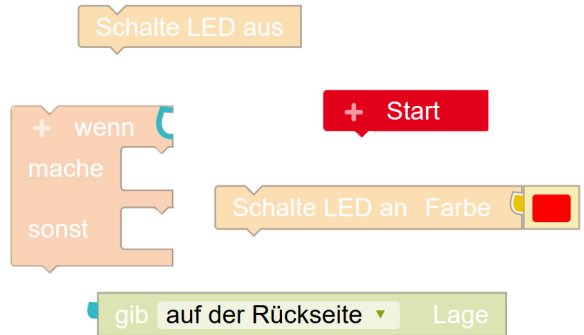 Schalte LED aus
+ wenn
mache
sonst
+ Start
Schalte LED an Farbe
gib auf der Rückseite ▾ Lage